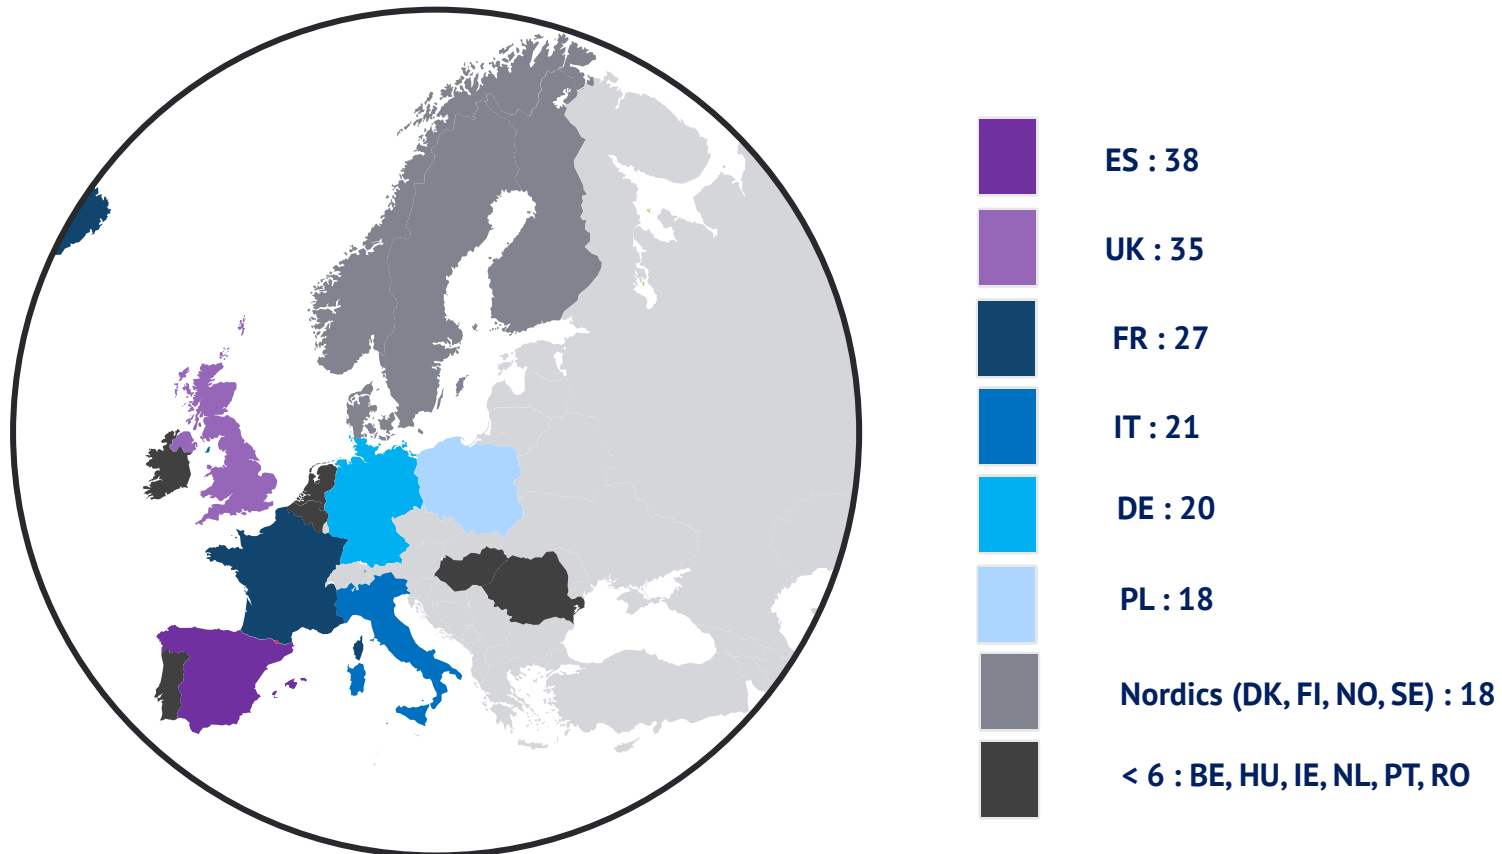 ES : 38
UK : 35
FR : 27
IT : 21
DE : 20
PL : 18
Nordics (DK, FI, NO, SE) : 18
< 6 : BE, HU, IE, NL, PT, RO